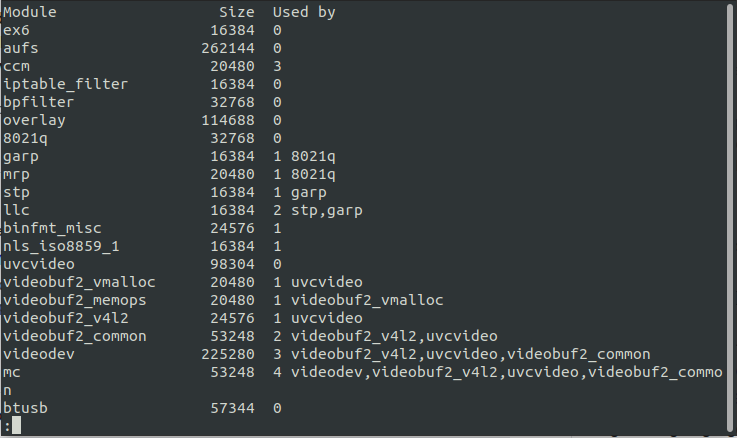 Module                  Size  Used by
ex6                    16384  0
aufs                  262144  0
ccm                    20480  3
iptable_filter         16384  0
bpfilter               32768  0
overlay               114688  0
8021q                  32768  0
garp                   16384  1 8021q
mrp                    20480  1 8021q
stp                    16384  1 garp
llc                    16384  2 stp,garp
binfmt_misc            24576  1
nls_iso8859_1          16384  1
uvcvideo               98304  0
videobuf2_vmalloc      20480  1 uvcvideo
videobuf2_memops       20480  1 videobuf2_vmalloc
videobuf2_v4l2         24576  1 uvcvideo
videobuf2_common       53248  2 videobuf2_v4l2,uvcvideo
videodev              225280  3 videobuf2_v4l2,uvcvideo,videobuf2_common
mc                     53248  4 videodev,videobuf2_v4l2,uvcvideo,videobuf2_commo
n
btusb                  57344  0
: